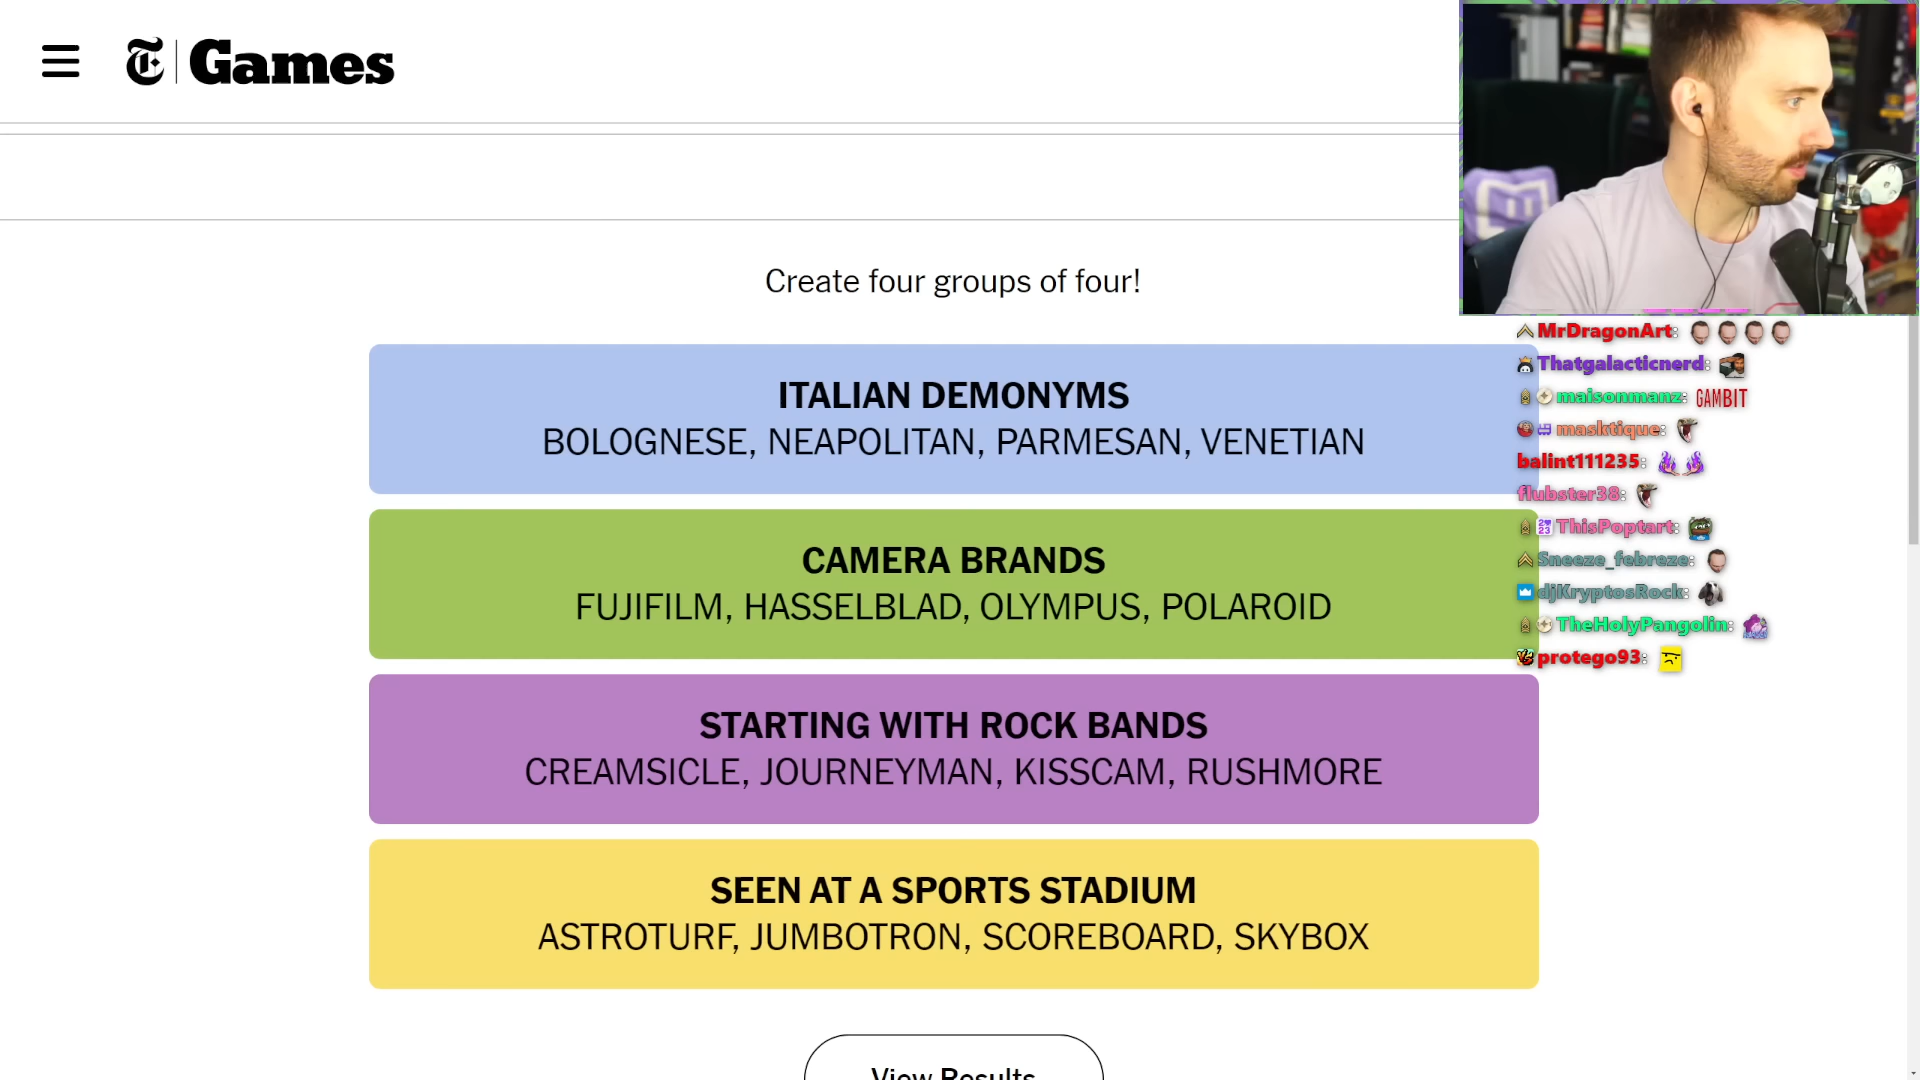 T Games
Create four groups of four!
ITALIAN DEMONYMS
BOLOGNESE, NEAPOLITAN, PARMESAN, VENETIAN
CAMERA BRANDS
FUJIFILM, HASSELBLAD, OLYMPUS, POLAROID
STARTING WITH ROCK BANDS
CREAMSICLE, JOURNEYMAN, KISSCAM, RUSHMORE
SEEN AT A SPORTS STADIUM
ASTROTURF, JUMBOTRON, SCOREBOARD, SKYBOX
View Results
MrDragonArt:
Thatgalacticnerd:
maisonmanz: GAMBIT
masktique:
balint111235:
flubster38:
ThisPoptart:
Sneeze_febreze:
djKryptosRock:
TheHolyPangolin:
protego93: